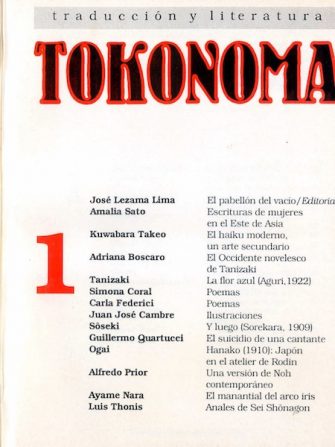 traducción y literatura
TOKONOMA
1
José Lezama Lima El pabellón del vacio/Editoria
Amalia Sato Escrituras de mujeres
en el Este de Asia
Kuwabara Takeo El haiku moderno,
un arte secundario
Adriana Boscaro El Occidente novelesco
de Tanizaki
Tanizaki La flor azul (Aguri,1922)
Simona Coral Poemas
Carla Federici Poemas
Juan José Cambre Ilustraciones
Sôseki Y luego (Sorekara, 1909)
Guillermo Quartucci El suicidio de una cantante
Ogai Hanako (1910): Japón
en el atelier de Rodin
Alfredo Prior Una versión de Noh
contemporáneo
Ayame Nara El manantial del arco iris
Luis Thonis Anales de Sei Shônagon